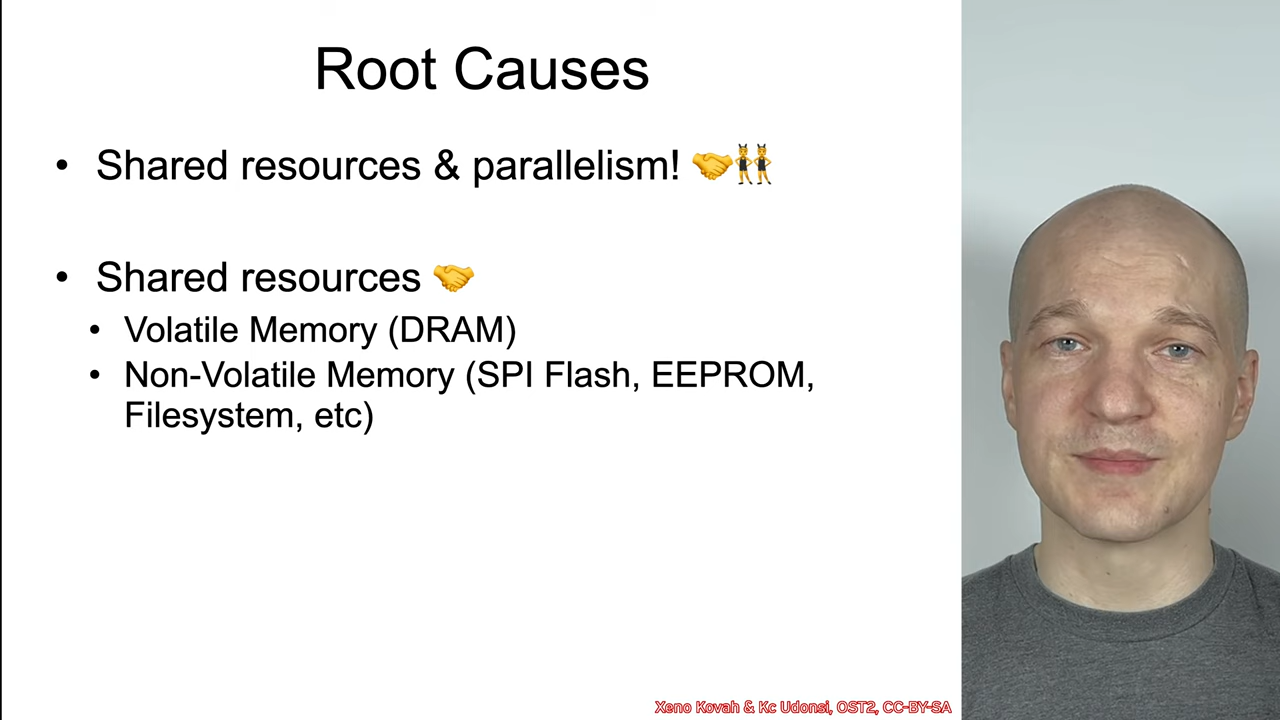 Root Causes
• Shared resources & parallelism! 🤝👯
• Shared resources 🤝
• Volatile Memory (DRAM)
• Non-Volatile Memory (SPI Flash, EEPROM,
Filesystem, etc)
Xeno Kovah & Kc Udonsi, OST2, CC-BY-SA